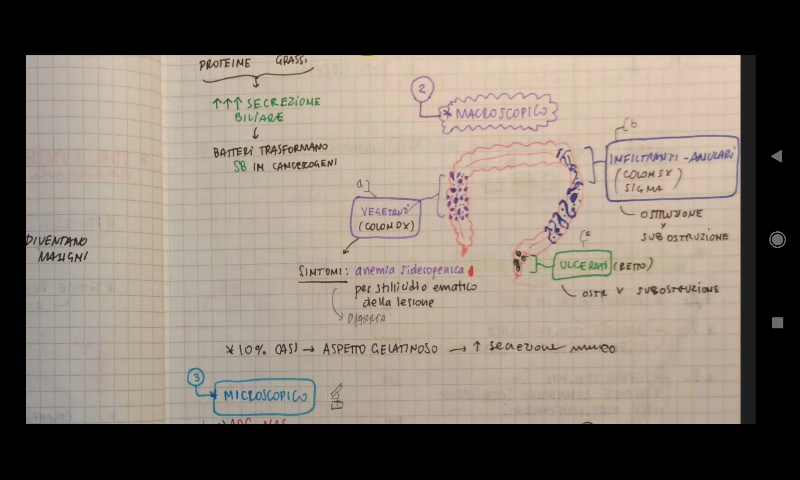 PROTEINE GRASSI
↑↑↑ SECREZIONE
BILIARE
BATTERI TRASFORMANO
SB IN CANCEROGENI
DIVENTANO
MALIGNI
2
* MACROSCOPICO
a)
VEGETANTI
(COLON DX)
SINTOMI: anemia sideropenica
per stillicidio ematico
della lesione
DIARREA
b)
INFILTRANTI-ANULARI
(COLON SX)
SIGMA
OSTRUZIONE
SUBOSTRUZIONE
c)
ULCERATI (RETTO)
OSTR V SUBOSTRUZIONE
* 10% CASI → ASPETTO GELATINOSO → ↑ secrezione muco
3
MICROSCOPICO